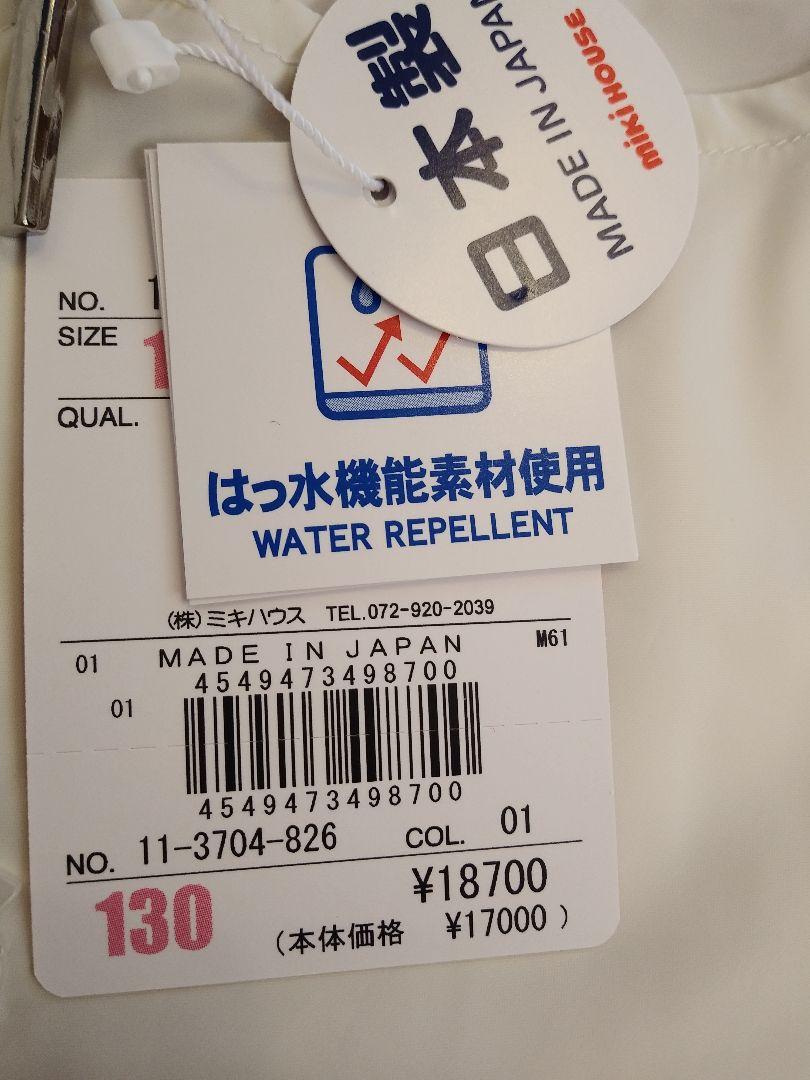 日本製
MADE IN JAPAN
miki HOUSE
NO.
SIZE
QUAL.
はっ水機能素材使用
WATER REPELLENT
(株)ミキハウス TEL.072-920-2039
01 MADE IN JAPAN M61
4549473498700
01
4549473498700
NO. 11-3704-826 COL. 01
130 ¥18700
(本体価格 ¥17000 )